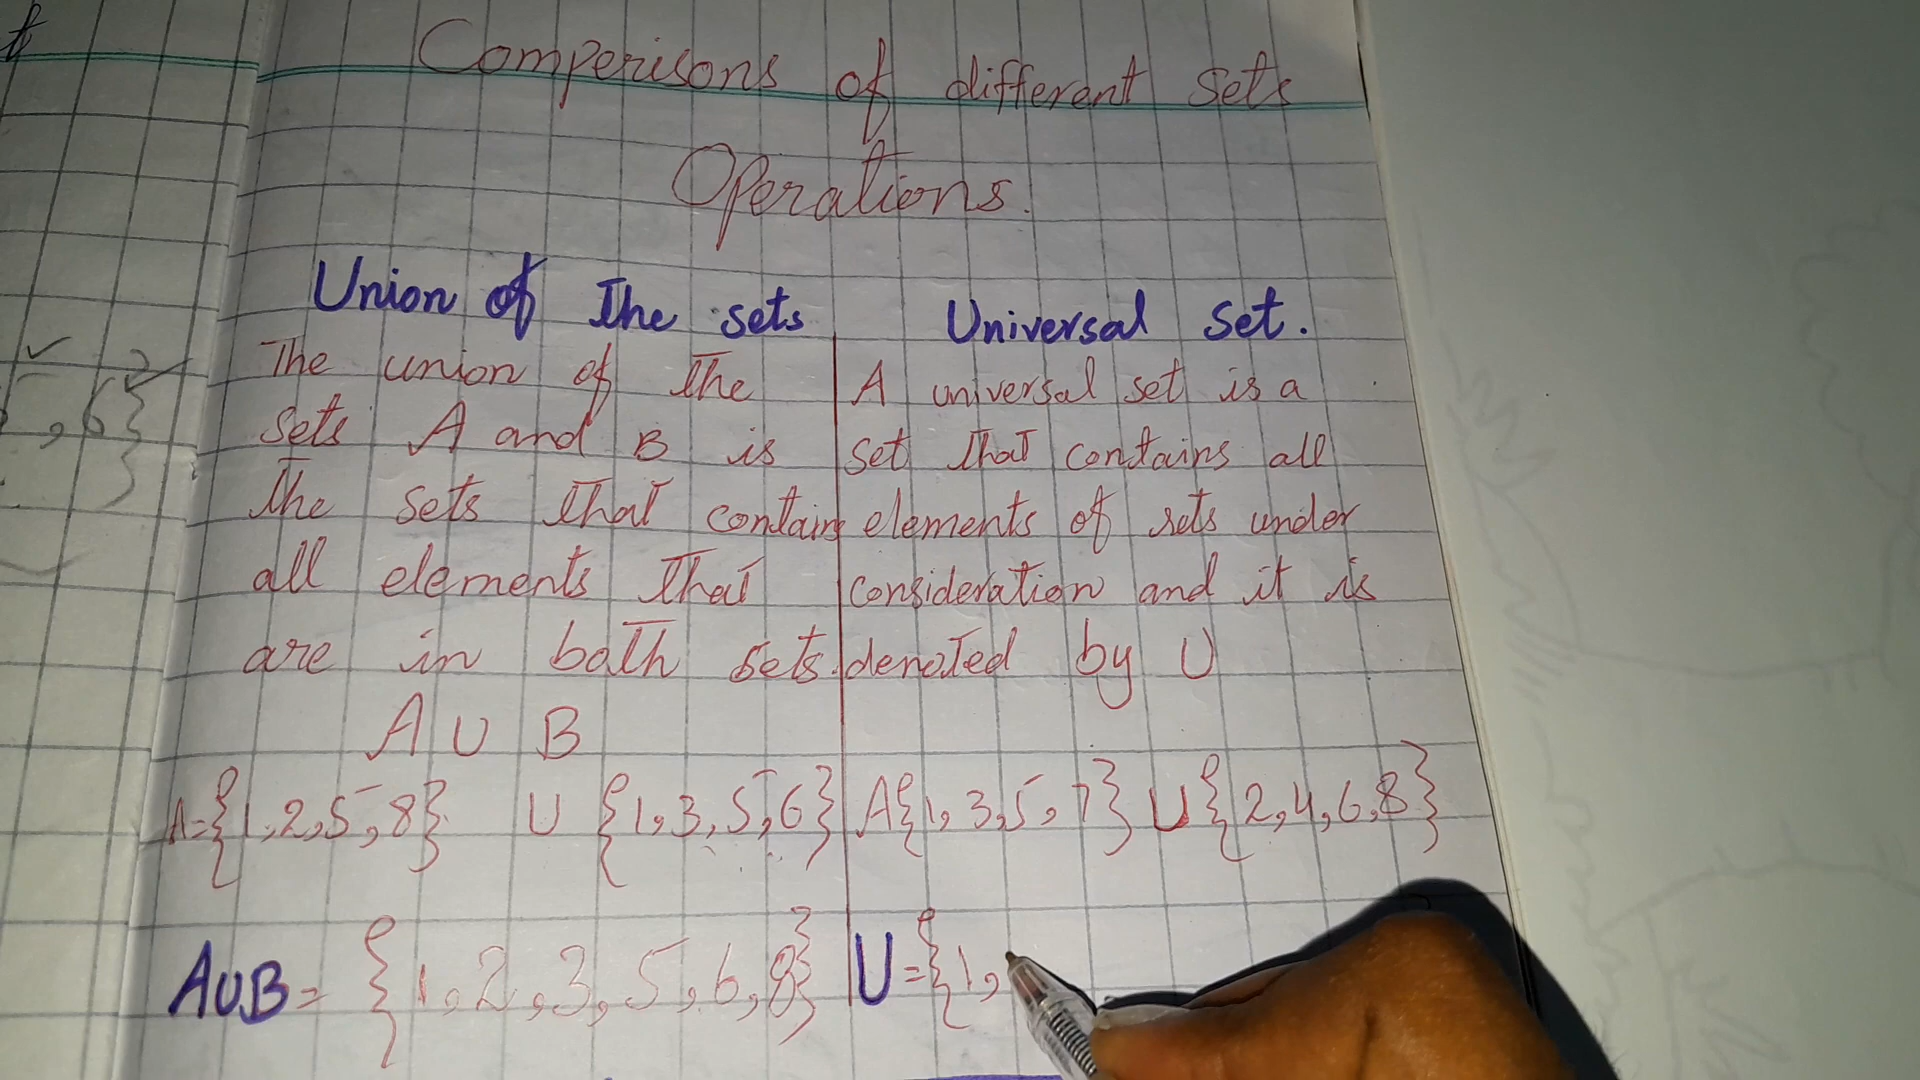 Comperisons of different sets
Operations.
Union of The sets
The union of The
sets A and B is
The sets that contains
all elements that
are in both sets.
A U B
A={1,2,5,8} U {1,3,5,6}
AUB= {1,2,3,5,6,8}
Universal set.
A universal set is a
set that contains all
elements of sets under
consideration and it is
denoted by U
A{1,3,5,7} U {2,4,6,8}
U={1,
,6}